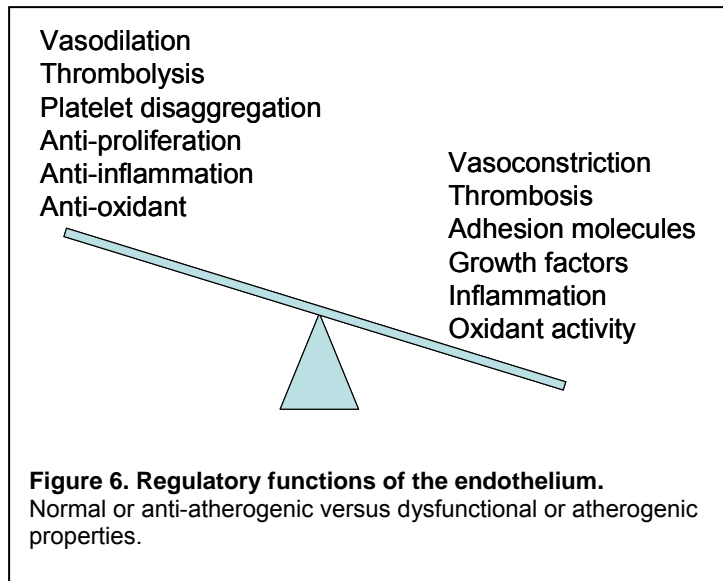 Vasodilation
Thrombolysis
Platelet disaggregation
Anti-proliferation
Anti-inflammation
Anti-oxidant
Vasoconstriction
Thrombosis
Adhesion molecules
Growth factors
Inflammation
Oxidant activity
Figure 6. Regulatory functions of the endothelium.
Normal or anti-atherogenic versus dysfunctional or atherogenic
properties.